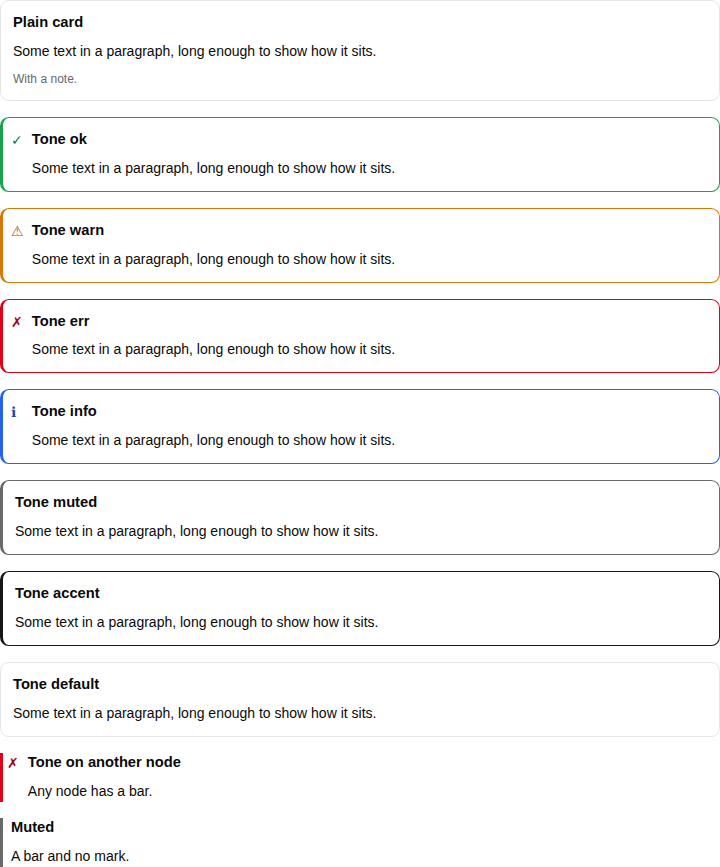 Plain card
Some text in a paragraph, long enough to show how it sits.
With a note.
✓ Tone ok
Some text in a paragraph, long enough to show how it sits.
⚠ Tone warn
Some text in a paragraph, long enough to show how it sits.
✗ Tone err
Some text in a paragraph, long enough to show how it sits.
ℹ Tone info
Some text in a paragraph, long enough to show how it sits.
Tone muted
Some text in a paragraph, long enough to show how it sits.
Tone accent
Some text in a paragraph, long enough to show how it sits.
Tone default
Some text in a paragraph, long enough to show how it sits.
✗ Tone on another node
Any node has a bar.
Muted
A bar and no mark.